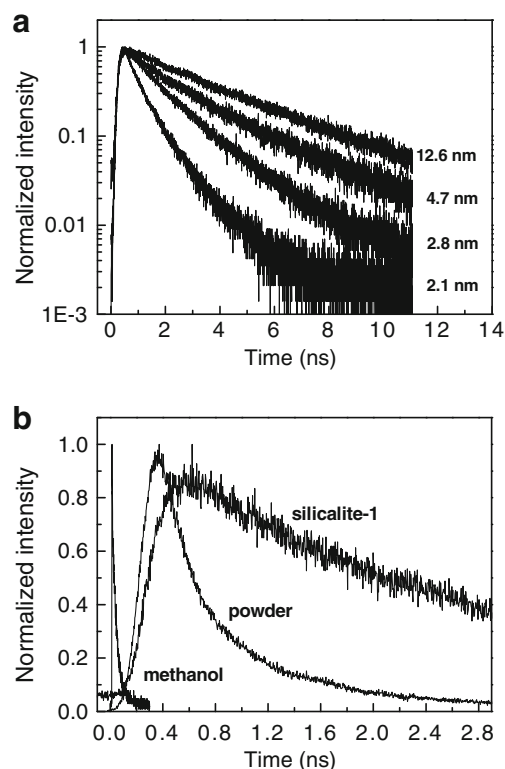 a
Normalized intensity
1
0.1
0.01
1E-3
12.6 nm
4.7 nm
2.8 nm
2.1 nm
0 2 4 6 8 10 12 14
Time (ns)
b
Normalized intensity
1.0
0.8
0.6
0.4
0.2
0.0
silicalite-1
powder
methanol
0.0 0.4 0.8 1.2 1.6 2.0 2.4 2.8
Time (ns)